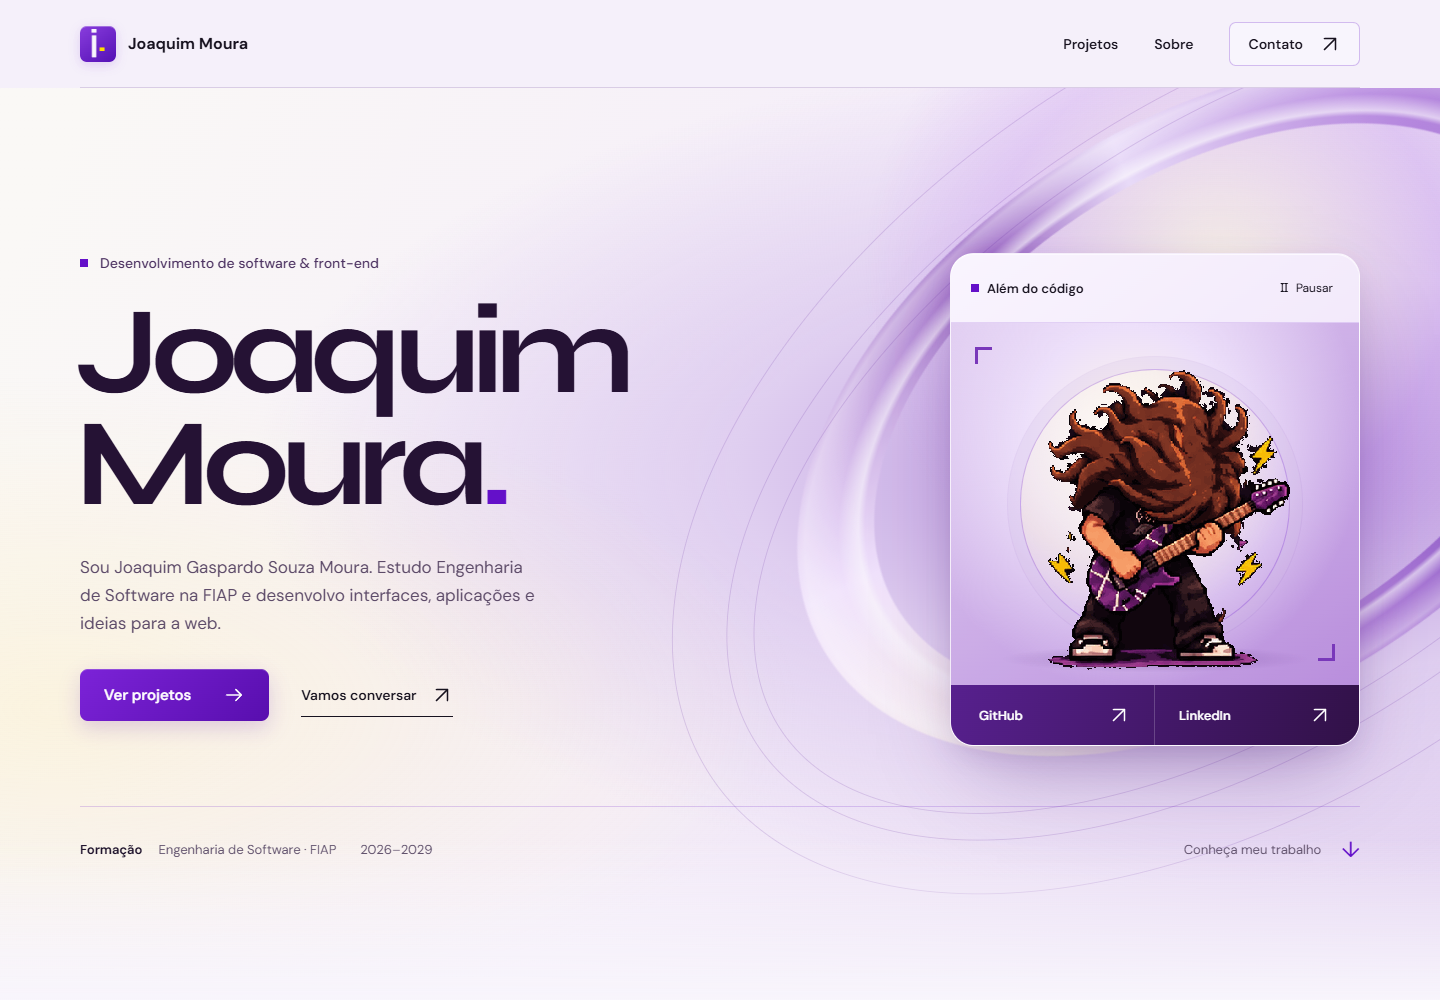 j.
Joaquim Moura
Projetos
Sobre
Contato
Desenvolvimento de software & front-end
Joaquim
Moura.
Sou Joaquim Gaspardo Souza Moura. Estudo Engenharia
de Software na FIAP e desenvolvo interfaces, aplicações e
ideias para a web.
Ver projetos
Vamos conversar
Além do código
Pausar
GitHub
LinkedIn
Formação
Engenharia de Software · FIAP
2026–2029
Conheça meu trabalho